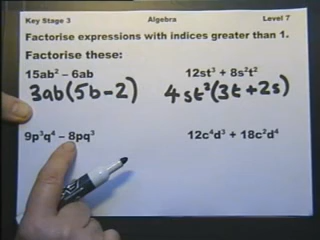 Key Stage 3 Algebra Level 7
Factorise expressions with indices greater than 1.
Factorise these:
15ab² – 6ab 12st³ + 8s²t²
3ab(5b-2) 4st²(3t+2s)
9p³q⁴ – 8pq³ 12c⁴d³ + 18c²d⁴